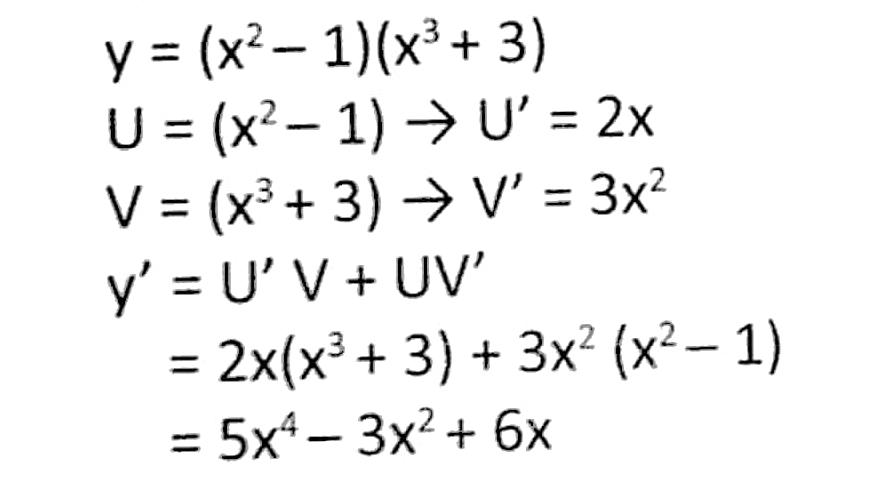 y = (x² – 1)(x³ + 3)
U = (x² – 1) → U′ = 2x
V = (x³ + 3) → V′ = 3x²
y′ = U′ V + UV′
= 2x(x³ + 3) + 3x² (x² – 1)
= 5x⁴ – 3x² + 6x